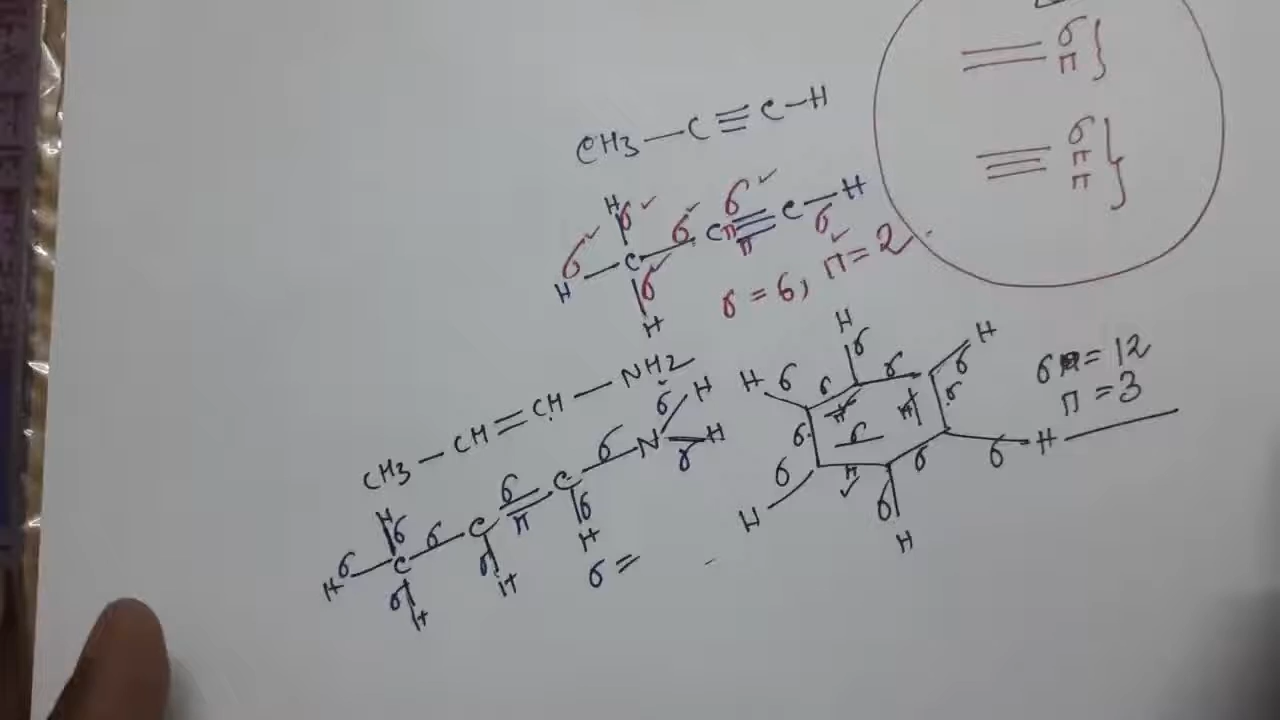 σ
π
σ
π
π
CH3—C≡C—H
H
σ σ σ σ
H C C π≡ C—H
σ π σ
H
σ = 6, π = 2
CH3—CH=CH—NH2
H σ C σ C σ C σ N σ H
H σ π σ H
σ H σ H σ H
σ =
H
H σ σ σ σ H
σ π π σ
σ σ H
σ π σ
H σ
H
σ = 12
π = 3